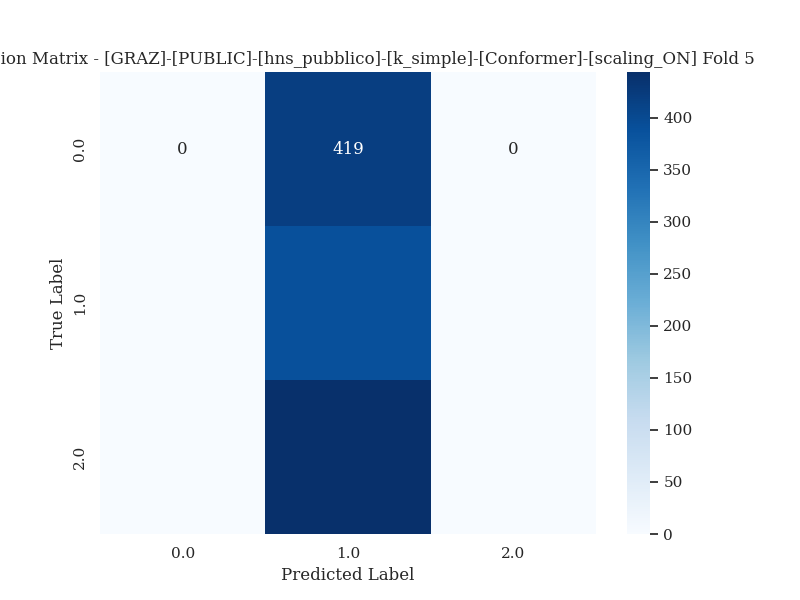 ion Matrix - [GRAZ]-[PUBLIC]-[hns_pubblico]-[k_simple]-[Conformer]-[scaling_ON] Fold 5
0 419 0
0.0
1.0
2.0
True Label
0.0 1.0 2.0
Predicted Label
400
350
300
250
200
150
100
50
0